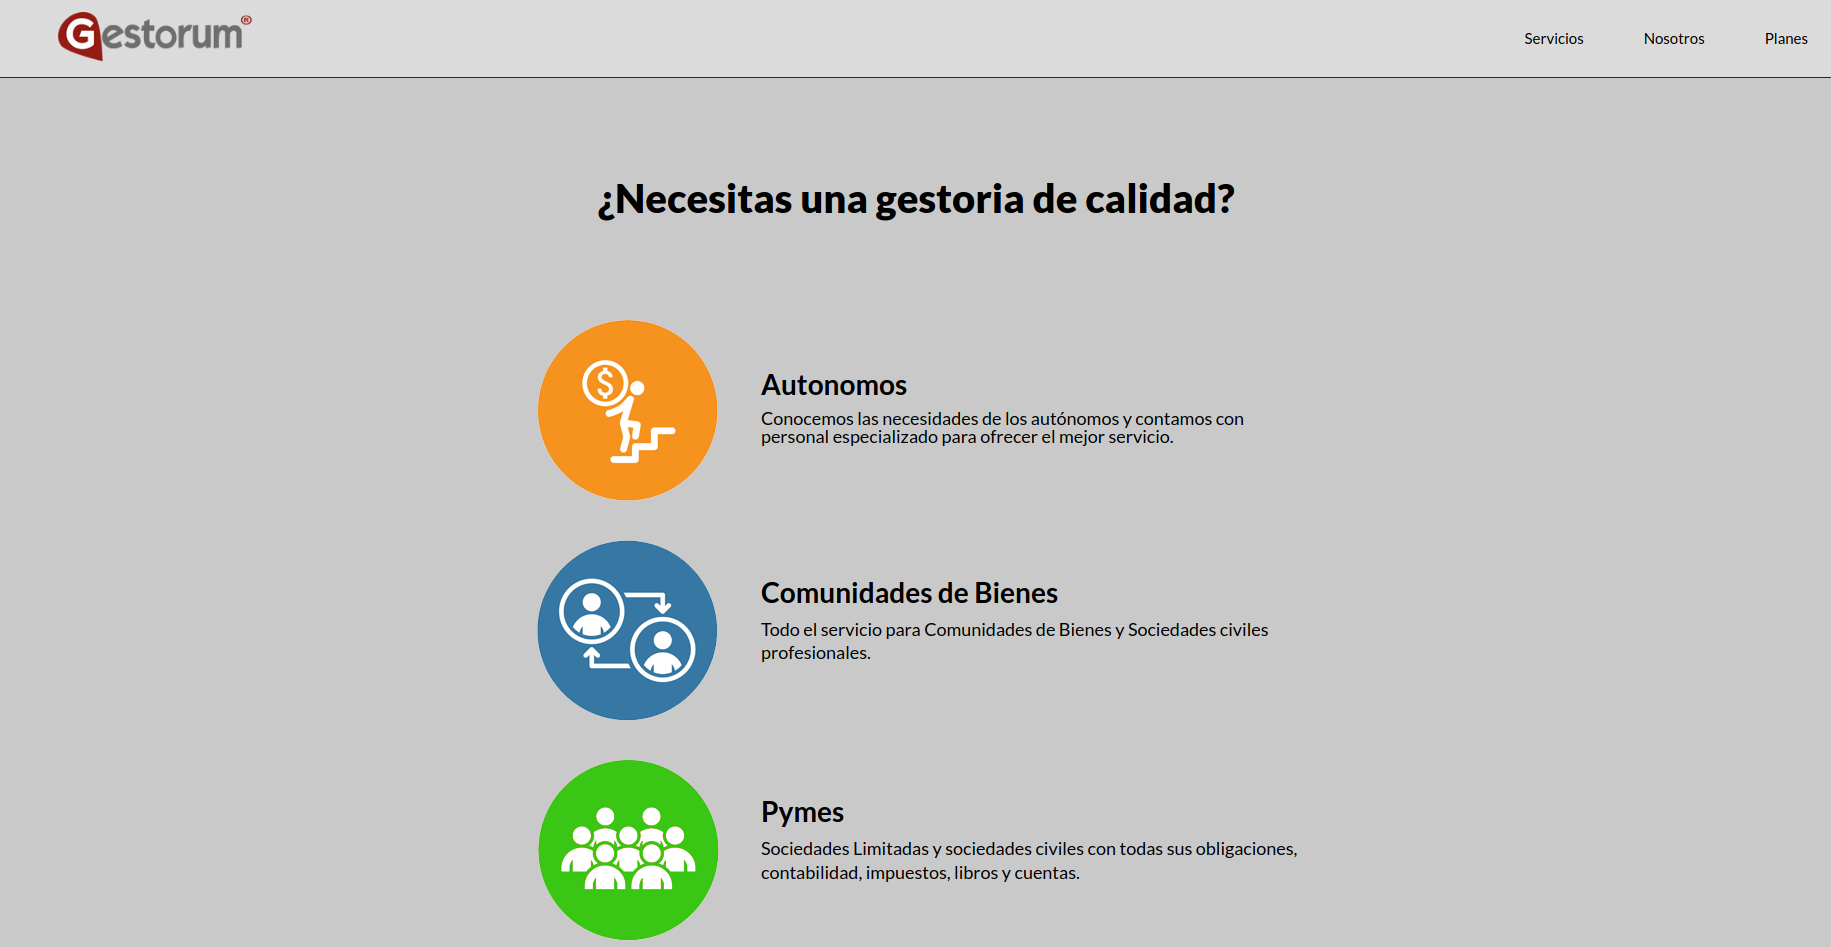 Gestorum®
Servicios
Nosotros
Planes
¿Necesitas una gestoria de calidad?
$
Autonomos
Conocemos las necesidades de los autónomos y contamos con
personal especializado para ofrecer el mejor servicio.
Comunidades de Bienes
Todo el servicio para Comunidades de Bienes y Sociedades civiles
profesionales.
Pymes
Sociedades Limitadas y sociedades civiles con todas sus obligaciones,
contabilidad, impuestos, libros y cuentas.